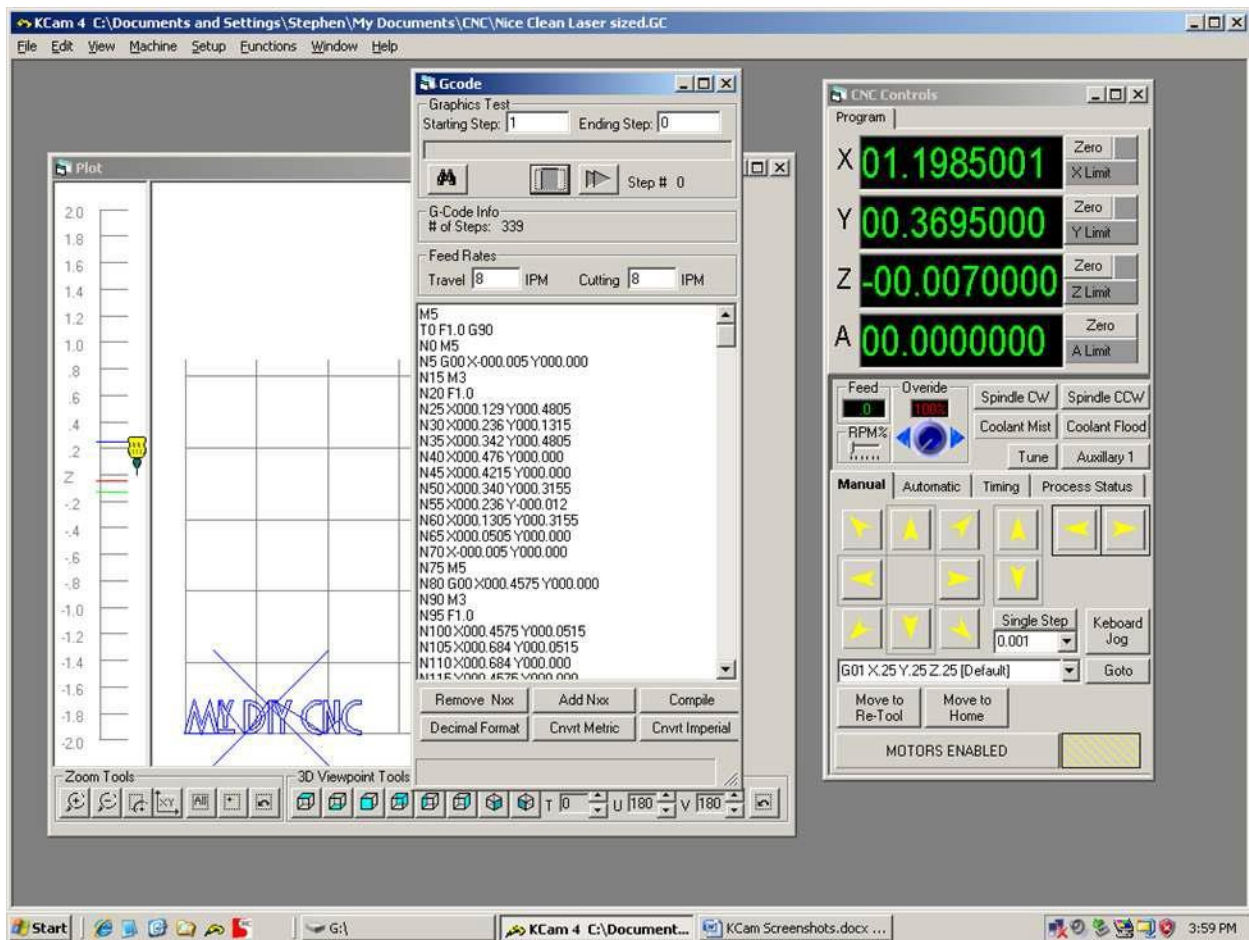 KCam 4 C:\Documents and Settings\Stephen\My Documents\CNC\Nice Clean Laser sized.GC
File Edit View Machine Setup Functions Window Help
Gcode
Graphics Test
Starting Step: 1 Ending Step: 0
Step # 0
G-Code Info
# of Steps: 339
Feed Rates
Travel 8 IPM Cutting 8 IPM
M5
T0 F1.0 G90
N0 M5
N5 G00 X-000.005 Y000.000
N15 M3
N20 F1.0
N25 X000.129 Y000.4805
N30 X000.236 Y000.1315
N35 X000.342 Y000.4805
N40 X000.476 Y000.000
N45 X000.4215 Y000.000
N50 X000.340 Y000.3155
N55 X000.236 Y-000.012
N60 X000.1305 Y000.3155
N65 X000.0505 Y000.000
N70 X-000.005 Y000.000
N75 M5
N80 G00 X000.4575 Y000.000
N90 M3
N95 F1.0
N100 X000.4575 Y000.0515
N105 X000.684 Y000.0515
N110 X000.684 Y000.000
N115 X000.4575 Y000.000
Remove Nxx Add Nxx Compile
Decimal Format Cnvrt Metric Cnvrt Imperial
Plot
2.0
1.8
1.6
1.4
1.2
1.0
.8
.6
.4
.2
Z
-.2
-.4
-.6
-.8
-1.0
-1.2
-1.4
-1.6
-1.8
-2.0
MY DIY CNC
Zoom Tools
XY All
3D Viewpoint Tools
T 0 U 180 V 180
CNC Controls
Program
X 01.1985001 Zero
X Limit
Y 00.3695000 Zero
Y Limit
Z -00.0070000 Zero
Z Limit
A 00.0000000 Zero
A Limit
Feed Overide
0 100%
RPM%
Spindle CW Spindle CCW
Coolant Mist Coolant Flood
Tune Auxillary 1
Manual Automatic Timing Process Status
Single Step
0.001
Keboard
Jog
G01 X.25 Y.25 Z.25 [Default] Goto
Move to
Re-Tool
Move to
Home
MOTORS ENABLED
Start G:\ KCam 4 C:\Document... KCam Screenshots.docx ... 3:59 PM